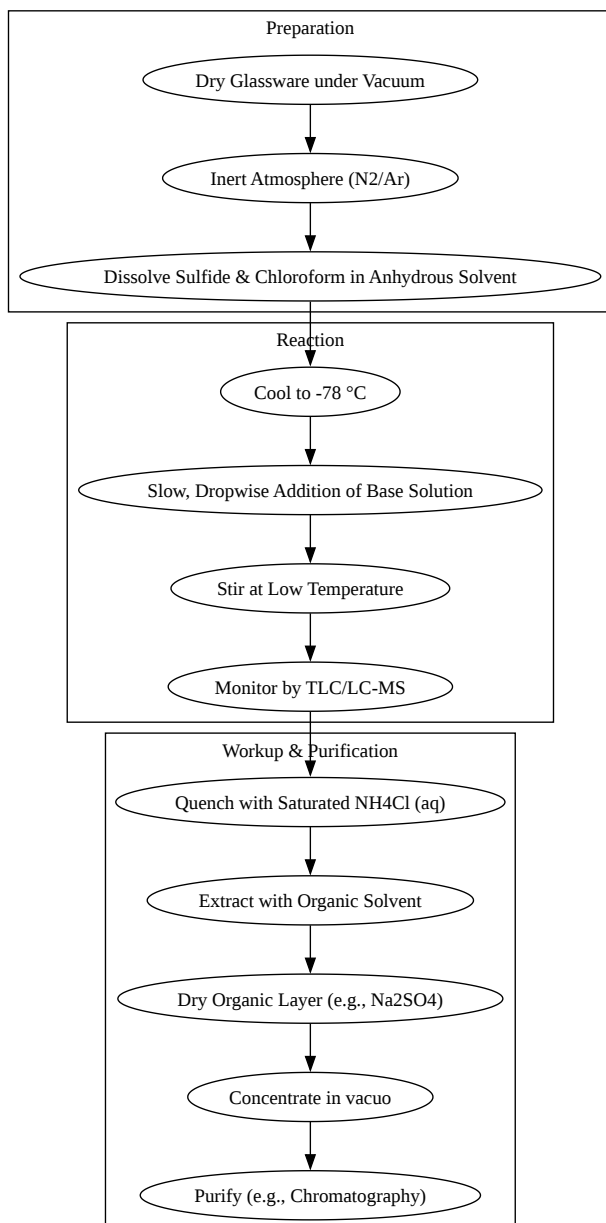 Preparation
Dry Glassware under Vacuum
Inert Atmosphere (N2/Ar)
Dissolve Sulfide & Chloroform in Anhydrous Solvent
Reaction
Cool to -78 °C
Slow, Dropwise Addition of Base Solution
Stir at Low Temperature
Monitor by TLC/LC-MS
Workup & Purification
Quench with Saturated NH4Cl (aq)
Extract with Organic Solvent
Dry Organic Layer (e.g., Na2SO4)
Concentrate in vacuo
Purify (e.g., Chromatography)